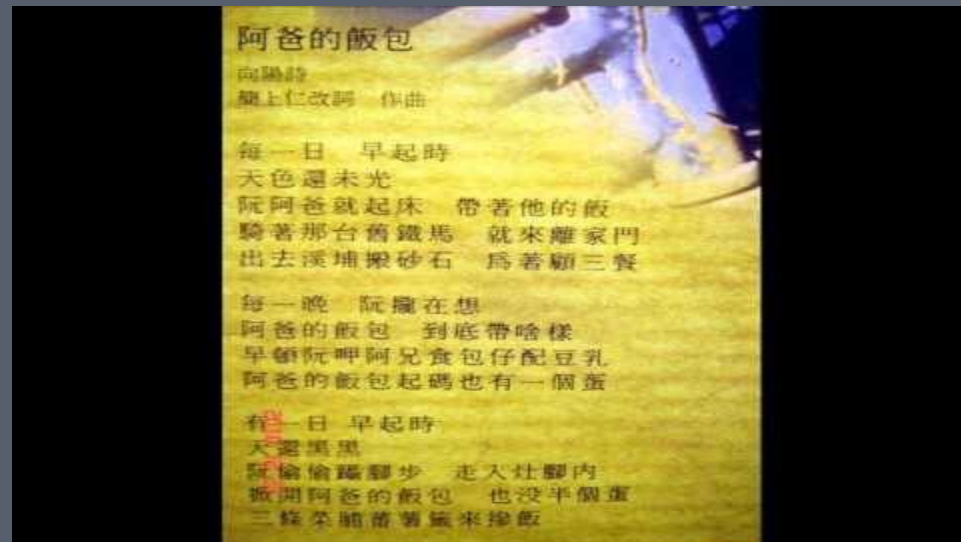 阿爸的飯包
向陽詩
簡上仁改詞 作曲
每一日 早起時
天色還未光
阮阿爸就起床 帶著他的飯
騎著那台舊鐵馬 就來離家門
出去溪埔搬砂石 為著顧三餐
每一晚 阮攏在想
阿爸的飯包 到底帶啥樣
早頓阮呷阿兄食包仔配豆乳
阿爸的飯包起碼也有一個蛋
有一日 早起時
天還黑黑
阮偷偷躡腳步 走入灶腳內
掀開阿爸的飯包 也没半個蛋
三條菜脯蕃薯簽來摻飯